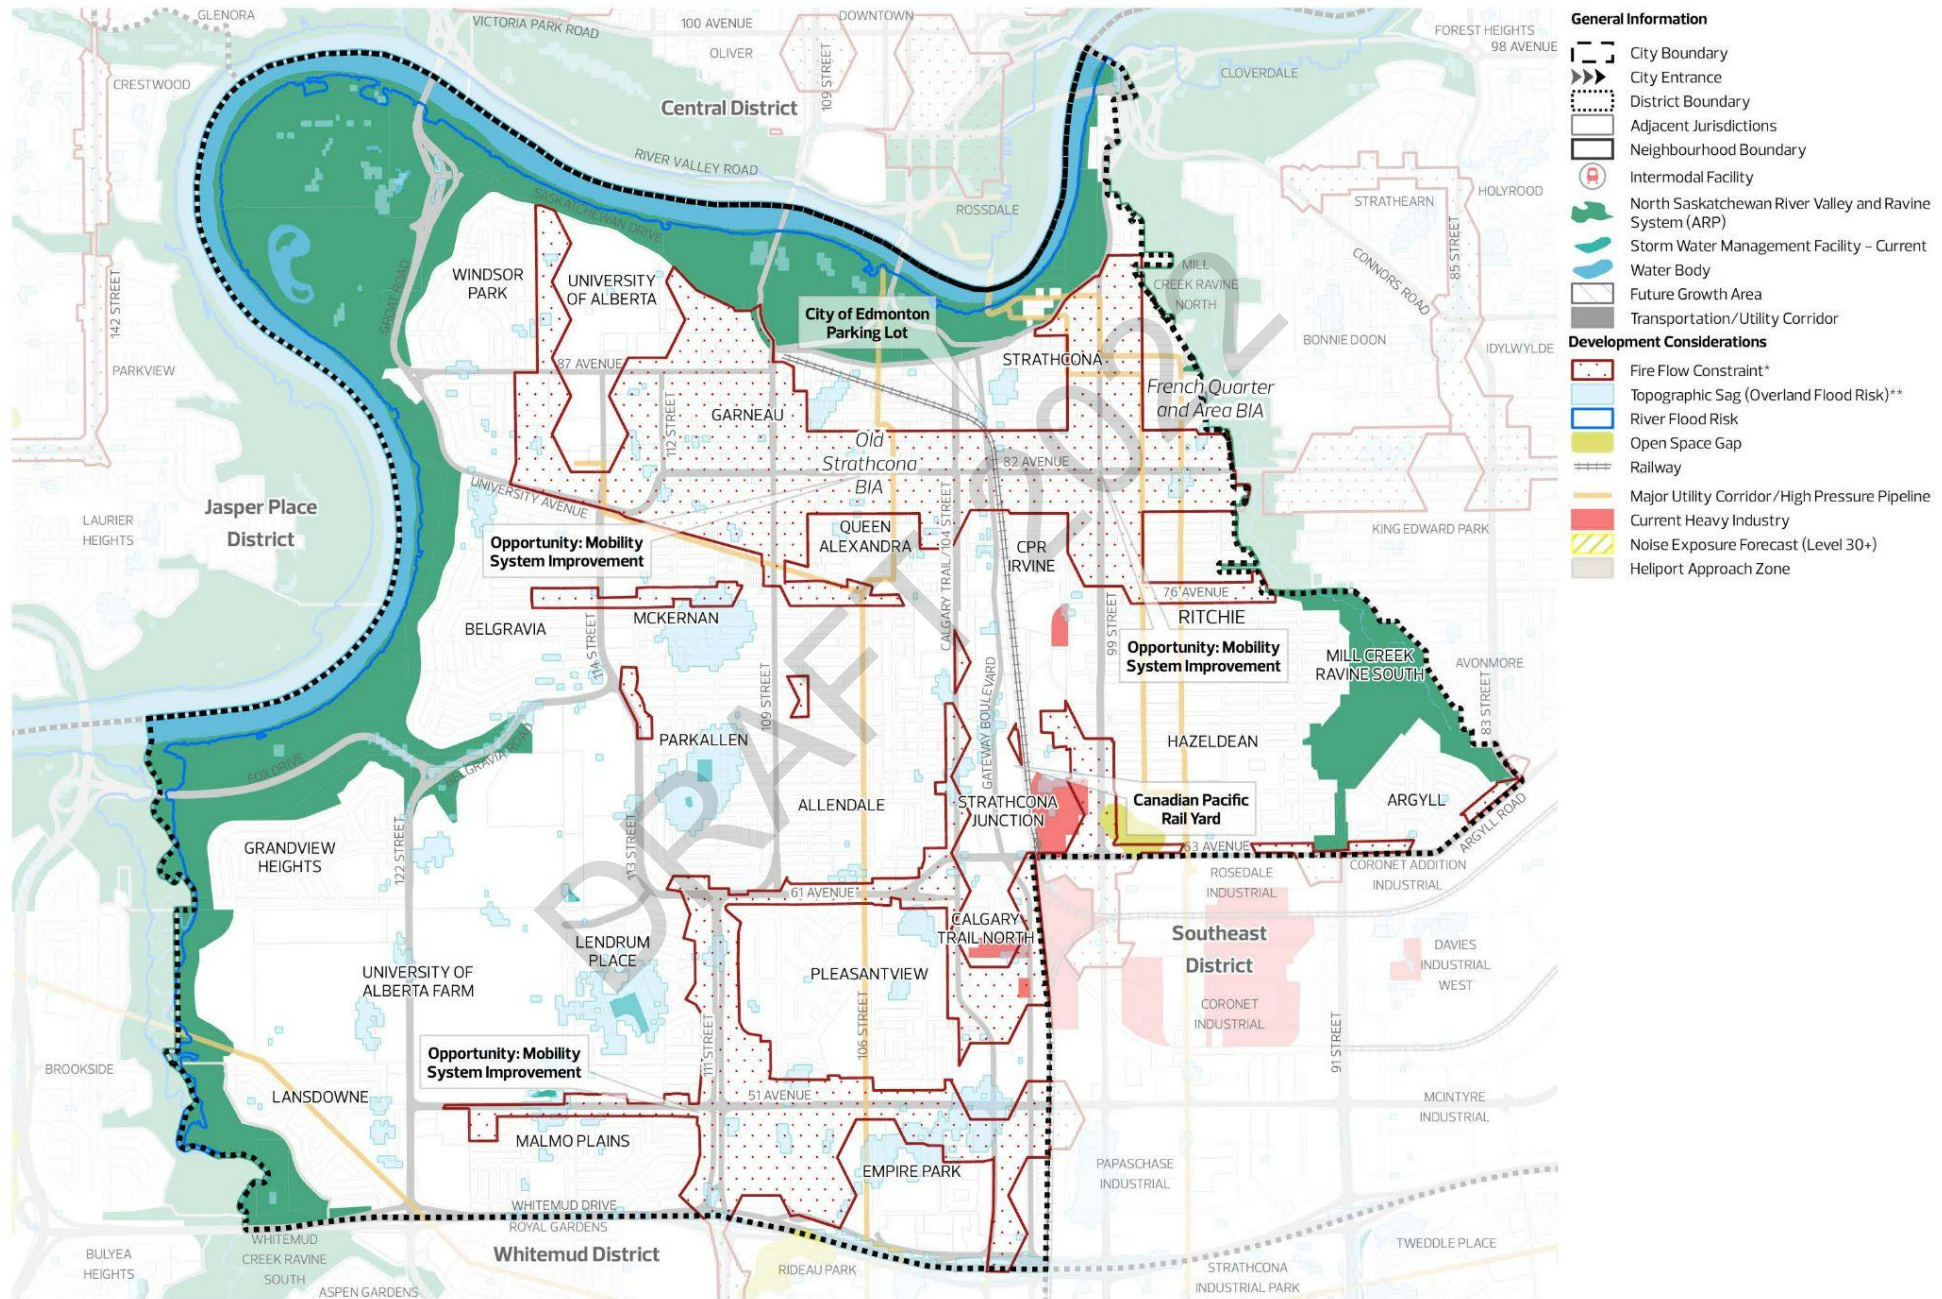 GLENORA
VICTORIA PARK ROAD
100 AVENUE
DOWNTOWN
OLIVER
109 STREET
FOREST HEIGHTS
98 AVENUE
CRESTWOOD
Central District
CLOVERDALE
RIVER VALLEY ROAD
SASKATCHEWAN DRIVE
ROSSDALE
STRATHEARN
HOLYROOD
85 STREET
CONNORS ROAD
142 STREET
GROAT ROAD
WINDSOR
PARK
UNIVERSITY
OF ALBERTA
MILL
CREEK RAVINE
NORTH
City of Edmonton
Parking Lot
STRATHCONA
BONNIE DOON
IDYLWYLDE
PARKVIEW
87 AVENUE
112 STREET
GARNEAU
French Quarter
and Area BIA
Old
Strathcona
BIA
82 AVENUE
UNIVERSITY AVENUE
Jasper Place
District
LAURIER
HEIGHTS
KING EDWARD PARK
Opportunity: Mobility
System Improvement
QUEEN
ALEXANDRA
CALGARY TRAIL/104 STREET
CPR
IRVINE
76 AVENUE
RITCHIE
99 STREET
BELGRAVIA
MCKERNAN
114 STREET
Opportunity: Mobility
System Improvement
MILL CREEK
RAVINE SOUTH
AVONMORE
83 STREET
109 STREET
GATEWAY BOULEVARD
PARKALLEN
HAZELDEAN
FOX DRIVE
BELGRAVIA ROAD
ALLENDALE
STRATHCONA
JUNCTION
Canadian Pacific
Rail Yard
ARGYLL
ARGYLL ROAD
GRANDVIEW
HEIGHTS
122 STREET
113 STREET
63 AVENUE
ROSEDALE
INDUSTRIAL
CORONET ADDITION
INDUSTRIAL
61 AVENUE
CALGARY
TRAIL NORTH
LENDRUM
PLACE
Southeast
District
DAVIES
INDUSTRIAL
WEST
UNIVERSITY OF
ALBERTA FARM
PLEASANTVIEW
106 STREET
111 STREET
CORONET
INDUSTRIAL
91 STREET
BROOKSIDE
Opportunity: Mobility
System Improvement
LANSDOWNE
51 AVENUE
MCINTYRE
INDUSTRIAL
MALMO PLAINS
EMPIRE PARK
PAPASCHASE
INDUSTRIAL
WHITEMUD DRIVE
ROYAL GARDENS
Whitemud District
BULYEA
HEIGHTS
WHITEMUD
CREEK RAVINE
SOUTH
ASPEN GARDENS
RIDEAU PARK
STRATHCONA
INDUSTRIAL PARK
TWEDDLE PLACE
DRAFT 2022
General Information
City Boundary
City Entrance
District Boundary
Adjacent Jurisdictions
Neighbourhood Boundary
Intermodal Facility
North Saskatchewan River Valley and Ravine
System (ARP)
Storm Water Management Facility – Current
Water Body
Future Growth Area
Transportation/Utility Corridor
Development Considerations
Fire Flow Constraint*
Topographic Sag (Overland Flood Risk)**
River Flood Risk
Open Space Gap
Railway
Major Utility Corridor/High Pressure Pipeline
Current Heavy Industry
Noise Exposure Forecast (Level 30+)
Heliport Approach Zone